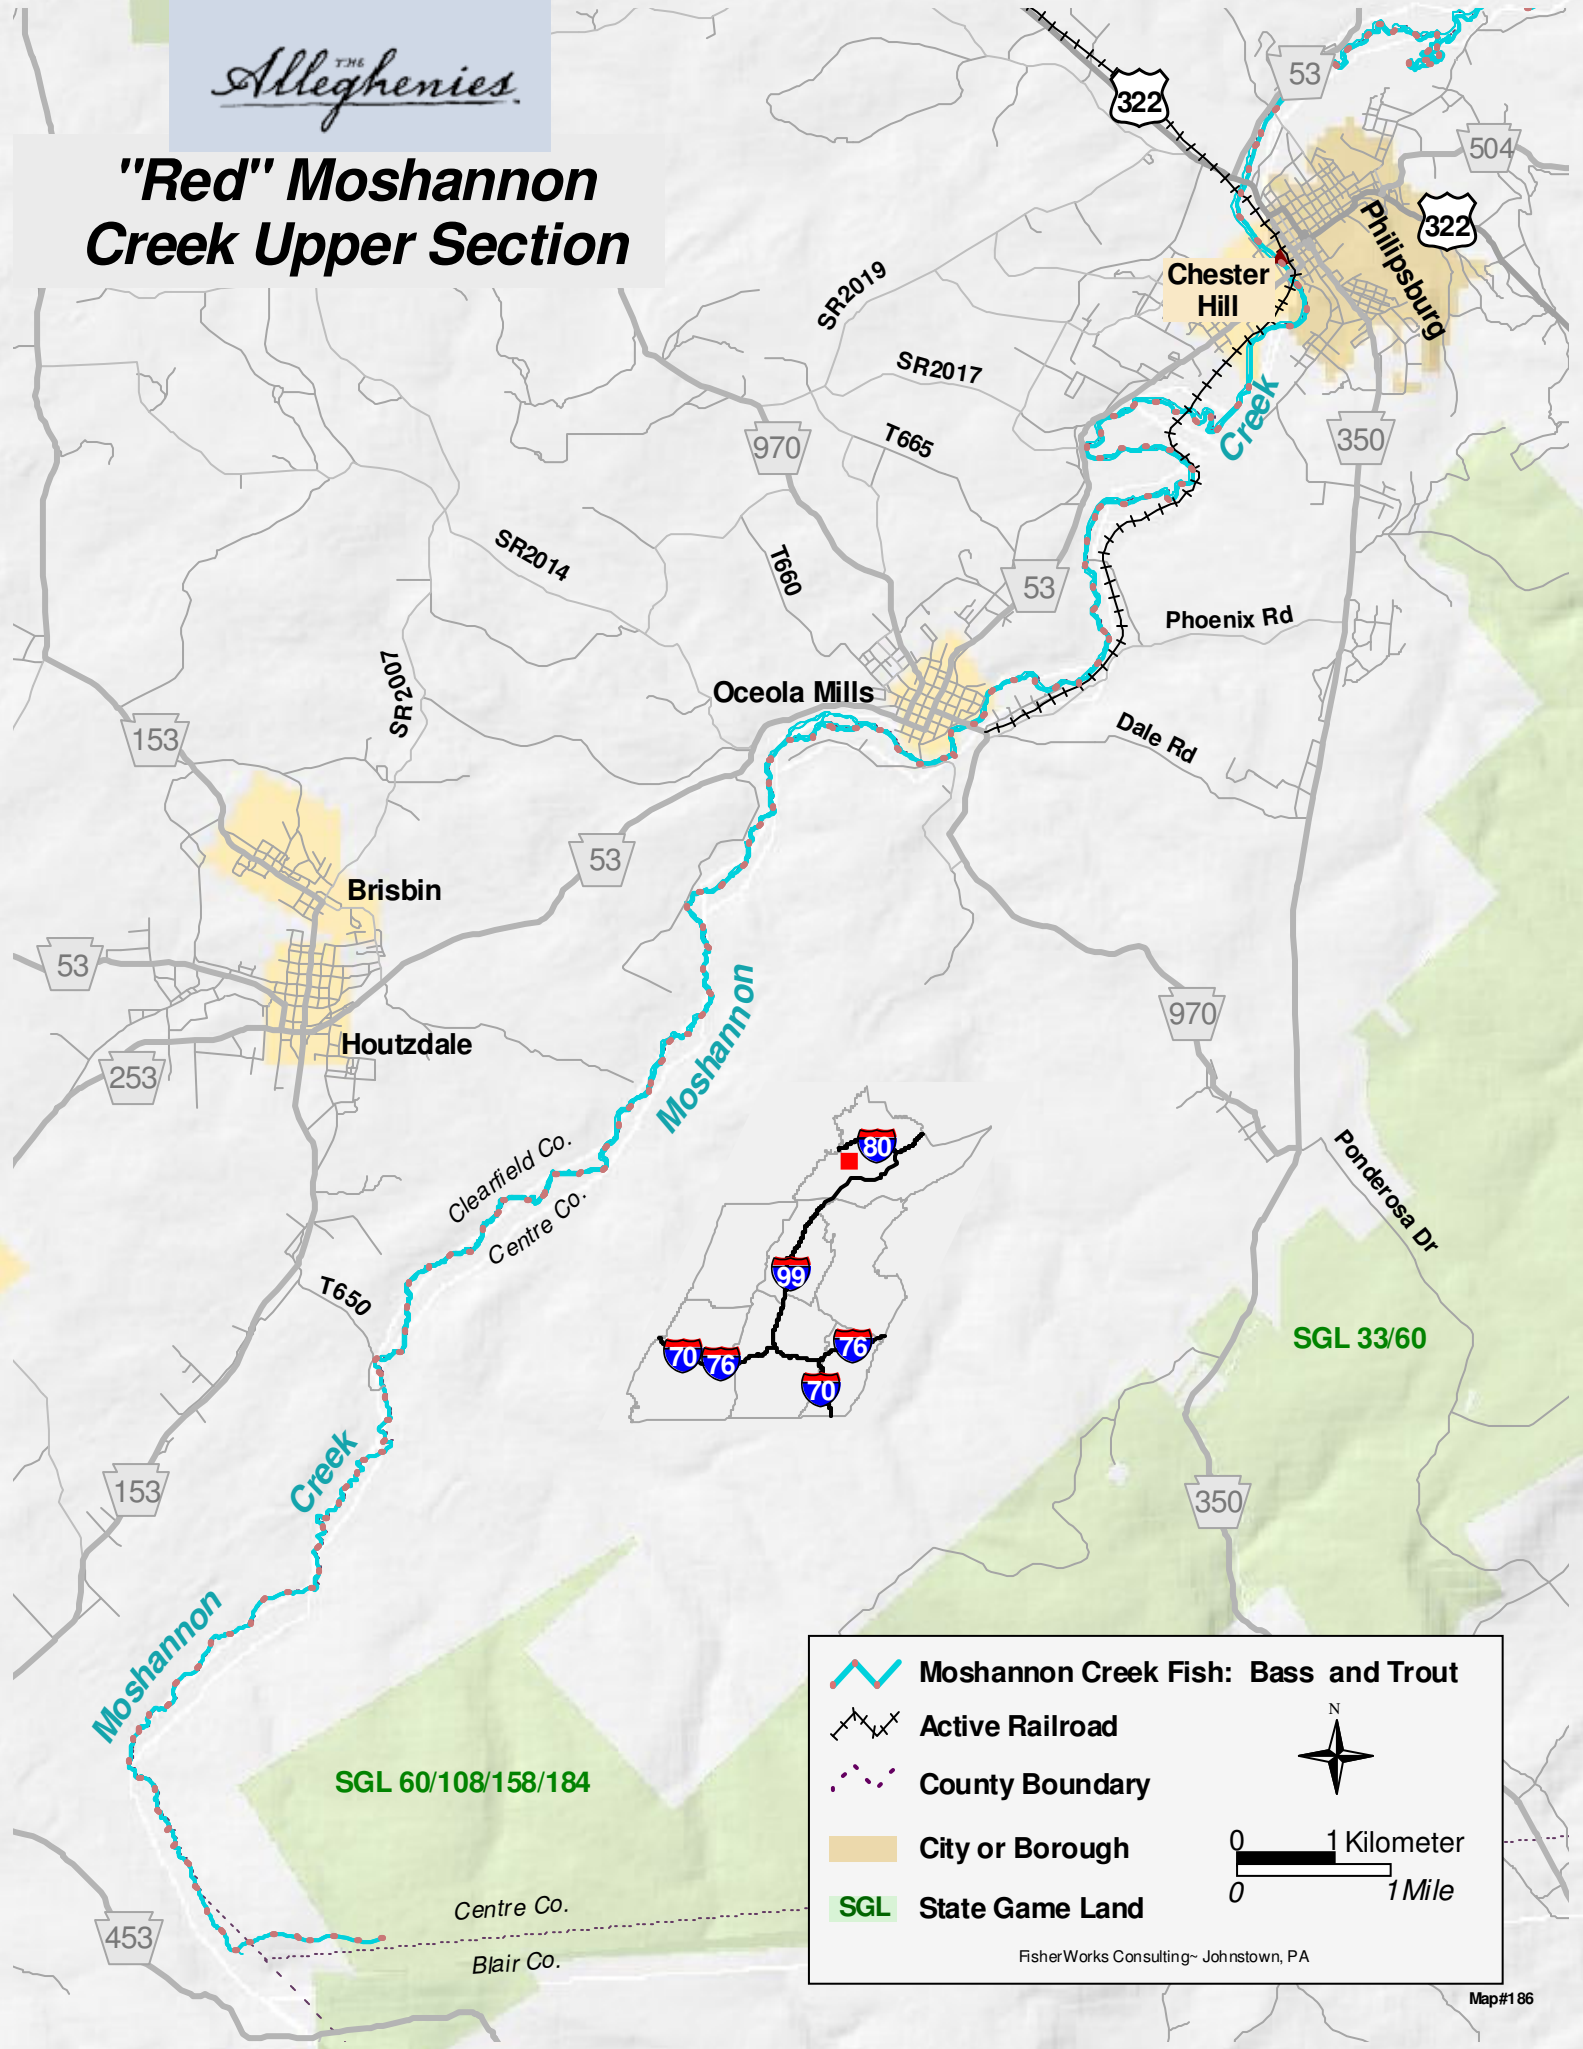 THE
Alleghenies
"Red" Moshannon
Creek Upper Section
53
322
504
322
Philipsburg
Chester
Hill
SR2019
SR2017
Creek
350
970
T665
SR2014
T660
53
Phoenix Rd
SR2007
Oceola Mills
Dale Rd
153
53
Brisbin
53
Moshannon
970
Houtzdale
253
80
Clearfield Co.
Centre Co.
Ponderosa Dr
99
T650
SGL 33/60
70
76
76
70
Creek
153
350
Moshannon
SGL 60/108/158/184
Centre Co.
Blair Co.
453
Moshannon Creek Fish: Bass and Trout
Active Railroad
County Boundary
City or Borough
SGL State Game Land
N
0 1 Kilometer
0 1 Mile
FisherWorks Consulting~ Johnstown, PA
Map#186